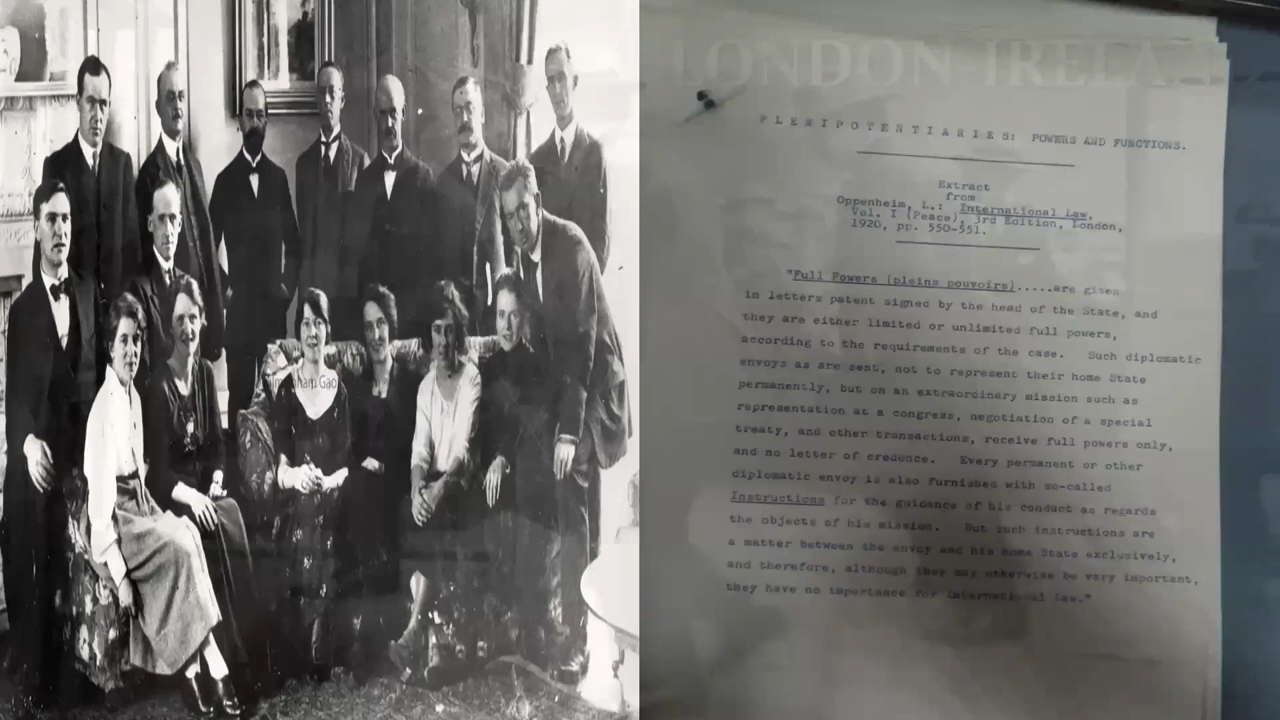 LONDON IRELA
PLENIPOTENTIARIES: POWERS AND FUNCTIONS.
Extract
from
Oppenheim, L.: International Law,
Vol. I (Peace), 3rd Edition, London,
1920, pp. 550-551.
"Full Powers (pleins pouvoirs).....are given
in letters patent signed by the head of the State, and
they are either limited or unlimited full powers,
according to the requirements of the case. Such diplomatic
envoys as are sent, not to represent their home State
permanently, but on an extraordinary mission such as
representation at a congress, negotiation of a special
treaty, and other transactions, receive full powers only,
and no letter of credence. Every permanent or other
diplomatic envoy is also furnished with so-called
Instructions for the guidance of his conduct as regards
the objects of his mission. But such instructions are
a matter between the envoy and his home State exclusively,
and therefore, although they may otherwise be very important,
they have no importance for International Law."